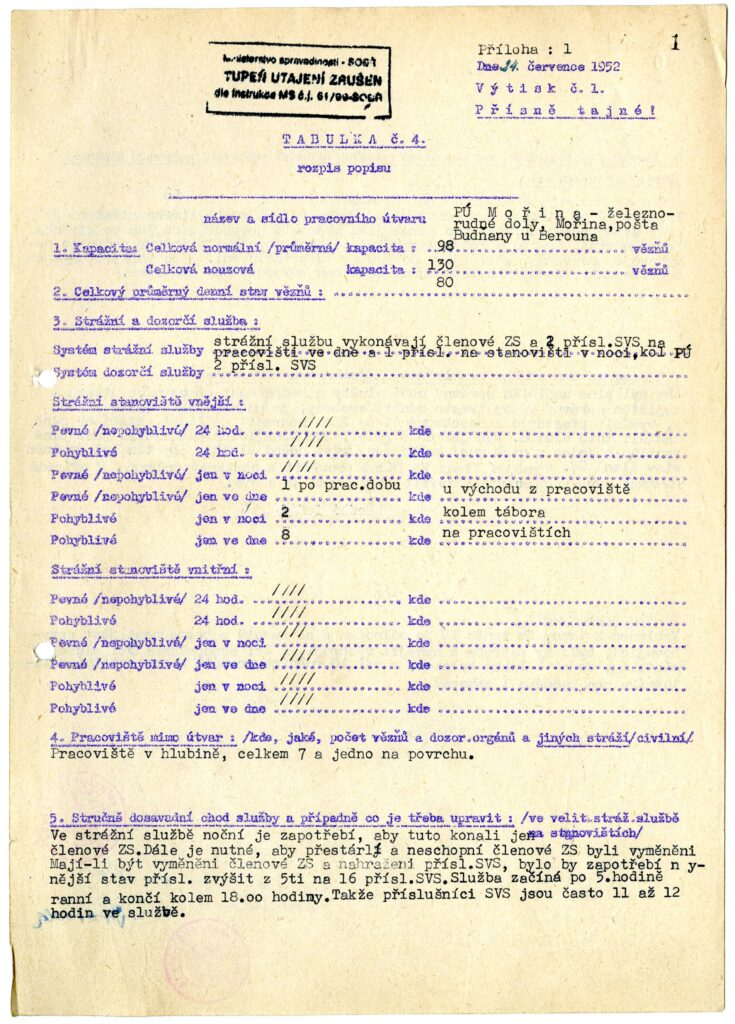 Příloha : 1
1
Dne 24. července 1952
Výtisk č.1.
Přísně tajné!
Ministerstvo spravedlnosti - SOSŘ
TUPEŇ UTAJENÍ ZRUŠEN
dle Instrukce MS č.j. 61/99-SOSŘ
TABULKA č.4.
rozpis popisu
název a sídlo pracovního útvaru PÚ Mořina - železno-
rudné doly, Mořina,pošta
Budňany u Berouna
1. Kapacita: Celková normální /průměrná/ kapacita : 98 vězňů
Celková nouzová kapacita : 130 vězňů
2. Celkový průměrný denní stav vězňů : 80
3. Strážní a dozorčí služba :
Systém strážní služby strážní službu vykonávají členové ZS a 2 přísl.SVS na
pracovišti ve dne a 1 přísl. na stanovišti v noci,kol PÚ
Systém dozorčí služby 2 přísl. SVS
Strážní stanoviště vnější :
Pevné /nepohyblivé/ 24 hod. //// kde
Pohyblivé 24 hod. //// kde
Pevné /nepohyblivé/ jen v noci //// kde
Pevné /nepohyblivé/ jen ve dne 1 po prac.dobu kde u východu z pracoviště
Pohyblivé jen v noci 2 kde kolem tábora
Pohyblivé jen ve dne 8 kde na pracovištích
Strážní stanoviště vnitřní :
Pevné /nepohyblivé/ 24 hod. //// kde
Pohyblivé 24 hod. //// kde
Pevné /nepohyblivé/ jen v noci /// kde
Pevné /nepohyblivé/ jen ve dne //// kde
Pohyblivé jen v noci //// kde
Pohyblivé jen ve dne //// kde
4. Pracoviště mimo útvar : /kde, jaké, počet vězňů a dozor.orgánů a jiných stráží/civilní/
Pracoviště v hlubině, celkem 7 a jedno na povrchu.
5. Stručně dosavadní chod služby a případně co je třeba upravit : /ve velit.stráž.službě
na stanovištích/
Ve strážní službě noční je zapotřebí, aby tuto konali jen
členové ZS.Dále je nutné, aby přestárlí a neschopní členové ZS byli vyměněni
Mají-li být vyměněni členové ZS a nahraženi přísl.SVS, bylo by zapotřebí n y-
nější stav přísl. zvýšit z 5ti na 16 přísl.SVS.Služba začíná po 5.hodině
ranní a končí kolem 18.oo hodiny.Takže příslušníci SVS jsou často 11 až 12
hodin ve službě.